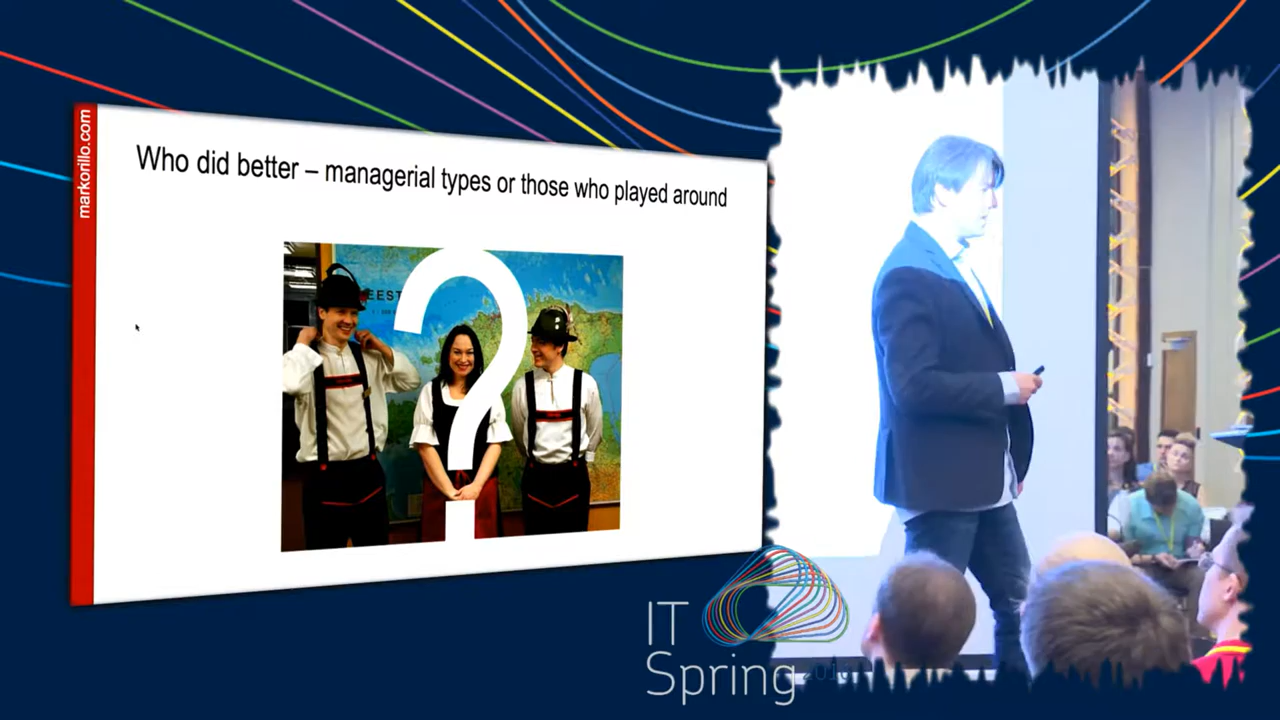 markorillo.com
Who did better – managerial types or those who played around
EEST
IT
Spring